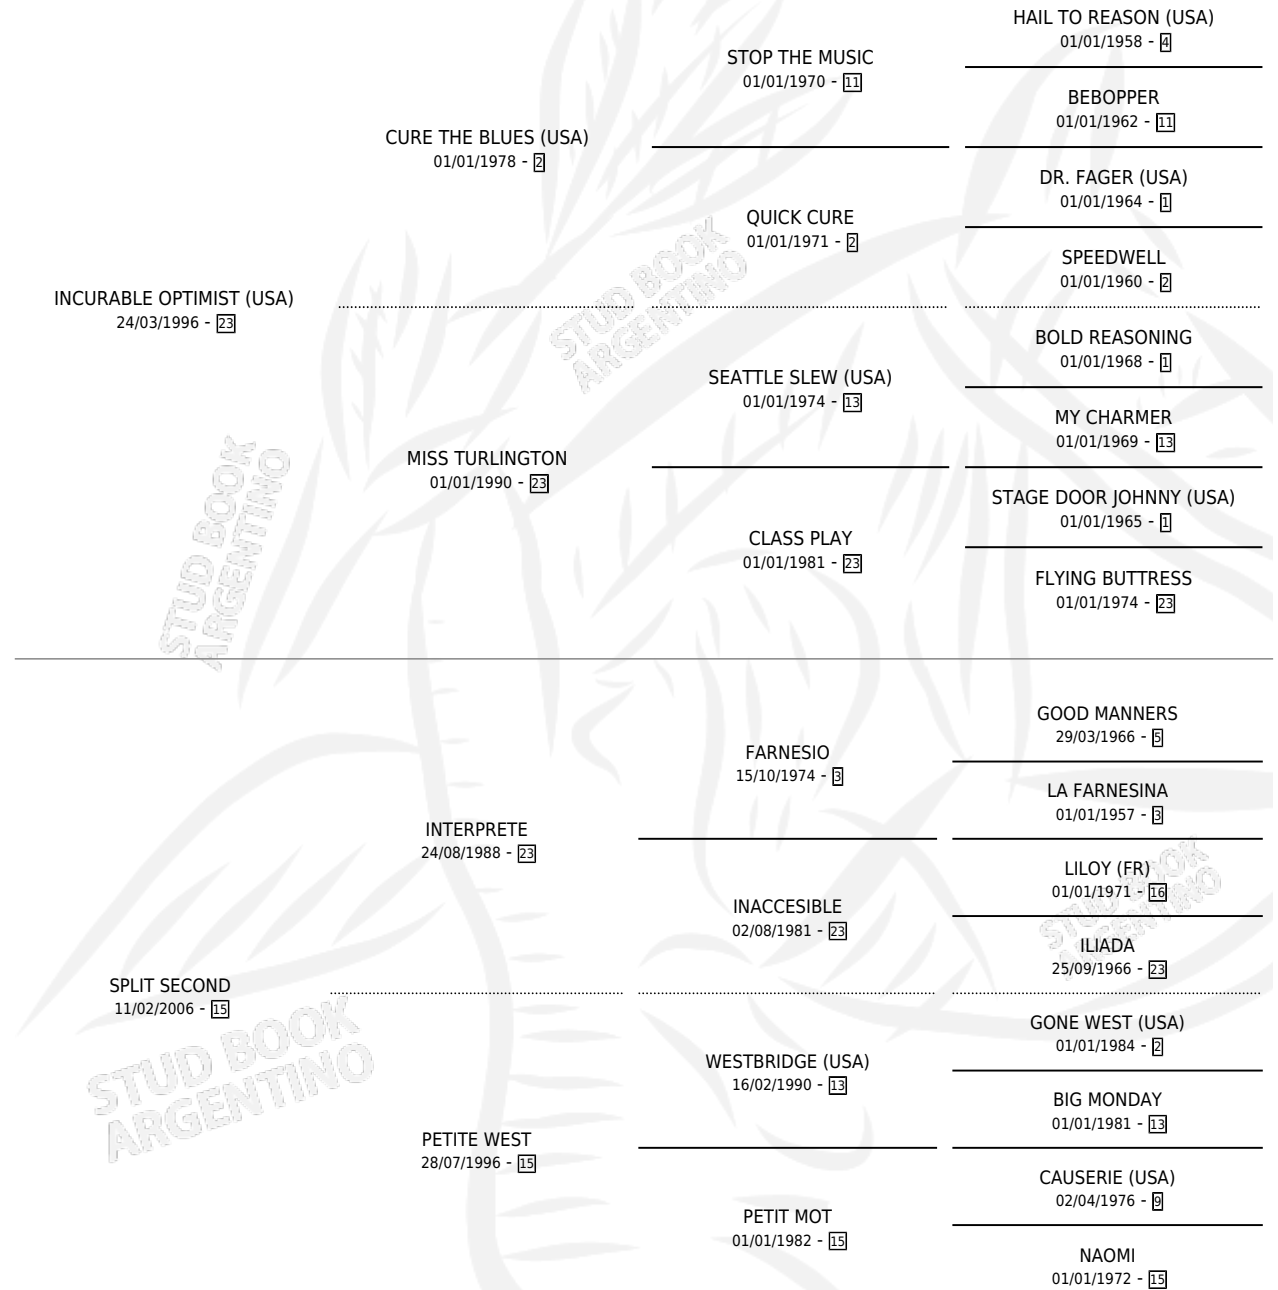 HAIL TO REASON (USA)
01/01/1958 - 4
STOP THE MUSIC
01/01/1970 - 11
BEBOPPER
01/01/1962 - 11
CURE THE BLUES (USA)
01/01/1978 - 2
DR. FAGER (USA)
01/01/1964 - 1
QUICK CURE
01/01/1971 - 2
SPEEDWELL
01/01/1960 - 2
INCURABLE OPTIMIST (USA)
24/03/1996 - 23
BOLD REASONING
01/01/1968 - 1
SEATTLE SLEW (USA)
01/01/1974 - 13
MY CHARMER
01/01/1969 - 13
MISS TURLINGTON
01/01/1990 - 23
STAGE DOOR JOHNNY (USA)
01/01/1965 - 1
CLASS PLAY
01/01/1981 - 23
FLYING BUTTRESS
01/01/1974 - 23
GOOD MANNERS
29/03/1966 - 5
FARNESIO
15/10/1974 - 3
LA FARNESINA
01/01/1957 - 3
INTERPRETE
24/08/1988 - 23
LILOY (FR)
01/01/1971 - 16
INACCESIBLE
02/08/1981 - 23
ILIADA
25/09/1966 - 23
SPLIT SECOND
11/02/2006 - 15
GONE WEST (USA)
01/01/1984 - 2
WESTBRIDGE (USA)
16/02/1990 - 13
BIG MONDAY
01/01/1981 - 13
PETITE WEST
28/07/1996 - 15
CAUSERIE (USA)
02/04/1976 - 9
PETIT MOT
01/01/1982 - 15
NAOMI
01/01/1972 - 15
STUD BOOK
ARGENTINO
STUD BOOK
ARGENTINO
STUD BOOK
ARGENTINO
STUD BOOK
ARGENTINO